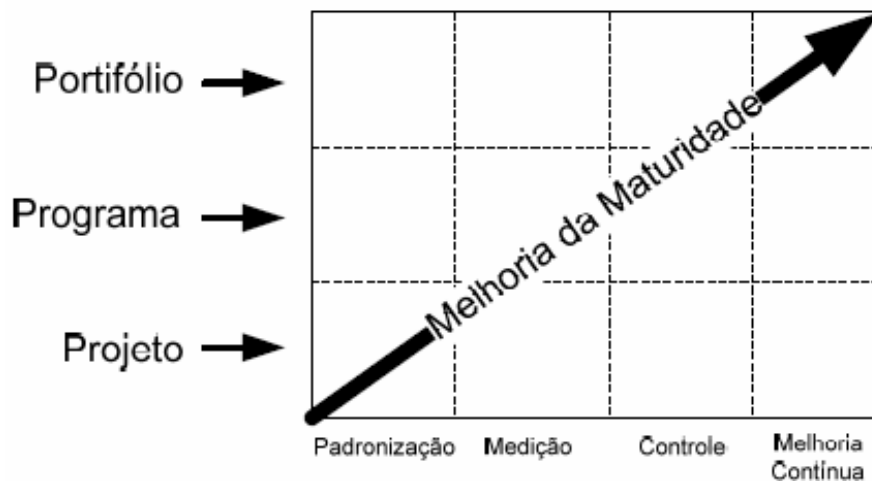 Portifólio
Programa
Projeto
Melhoria da Maturidade
Padronização
Medição
Controle
Melhoria
Contínua